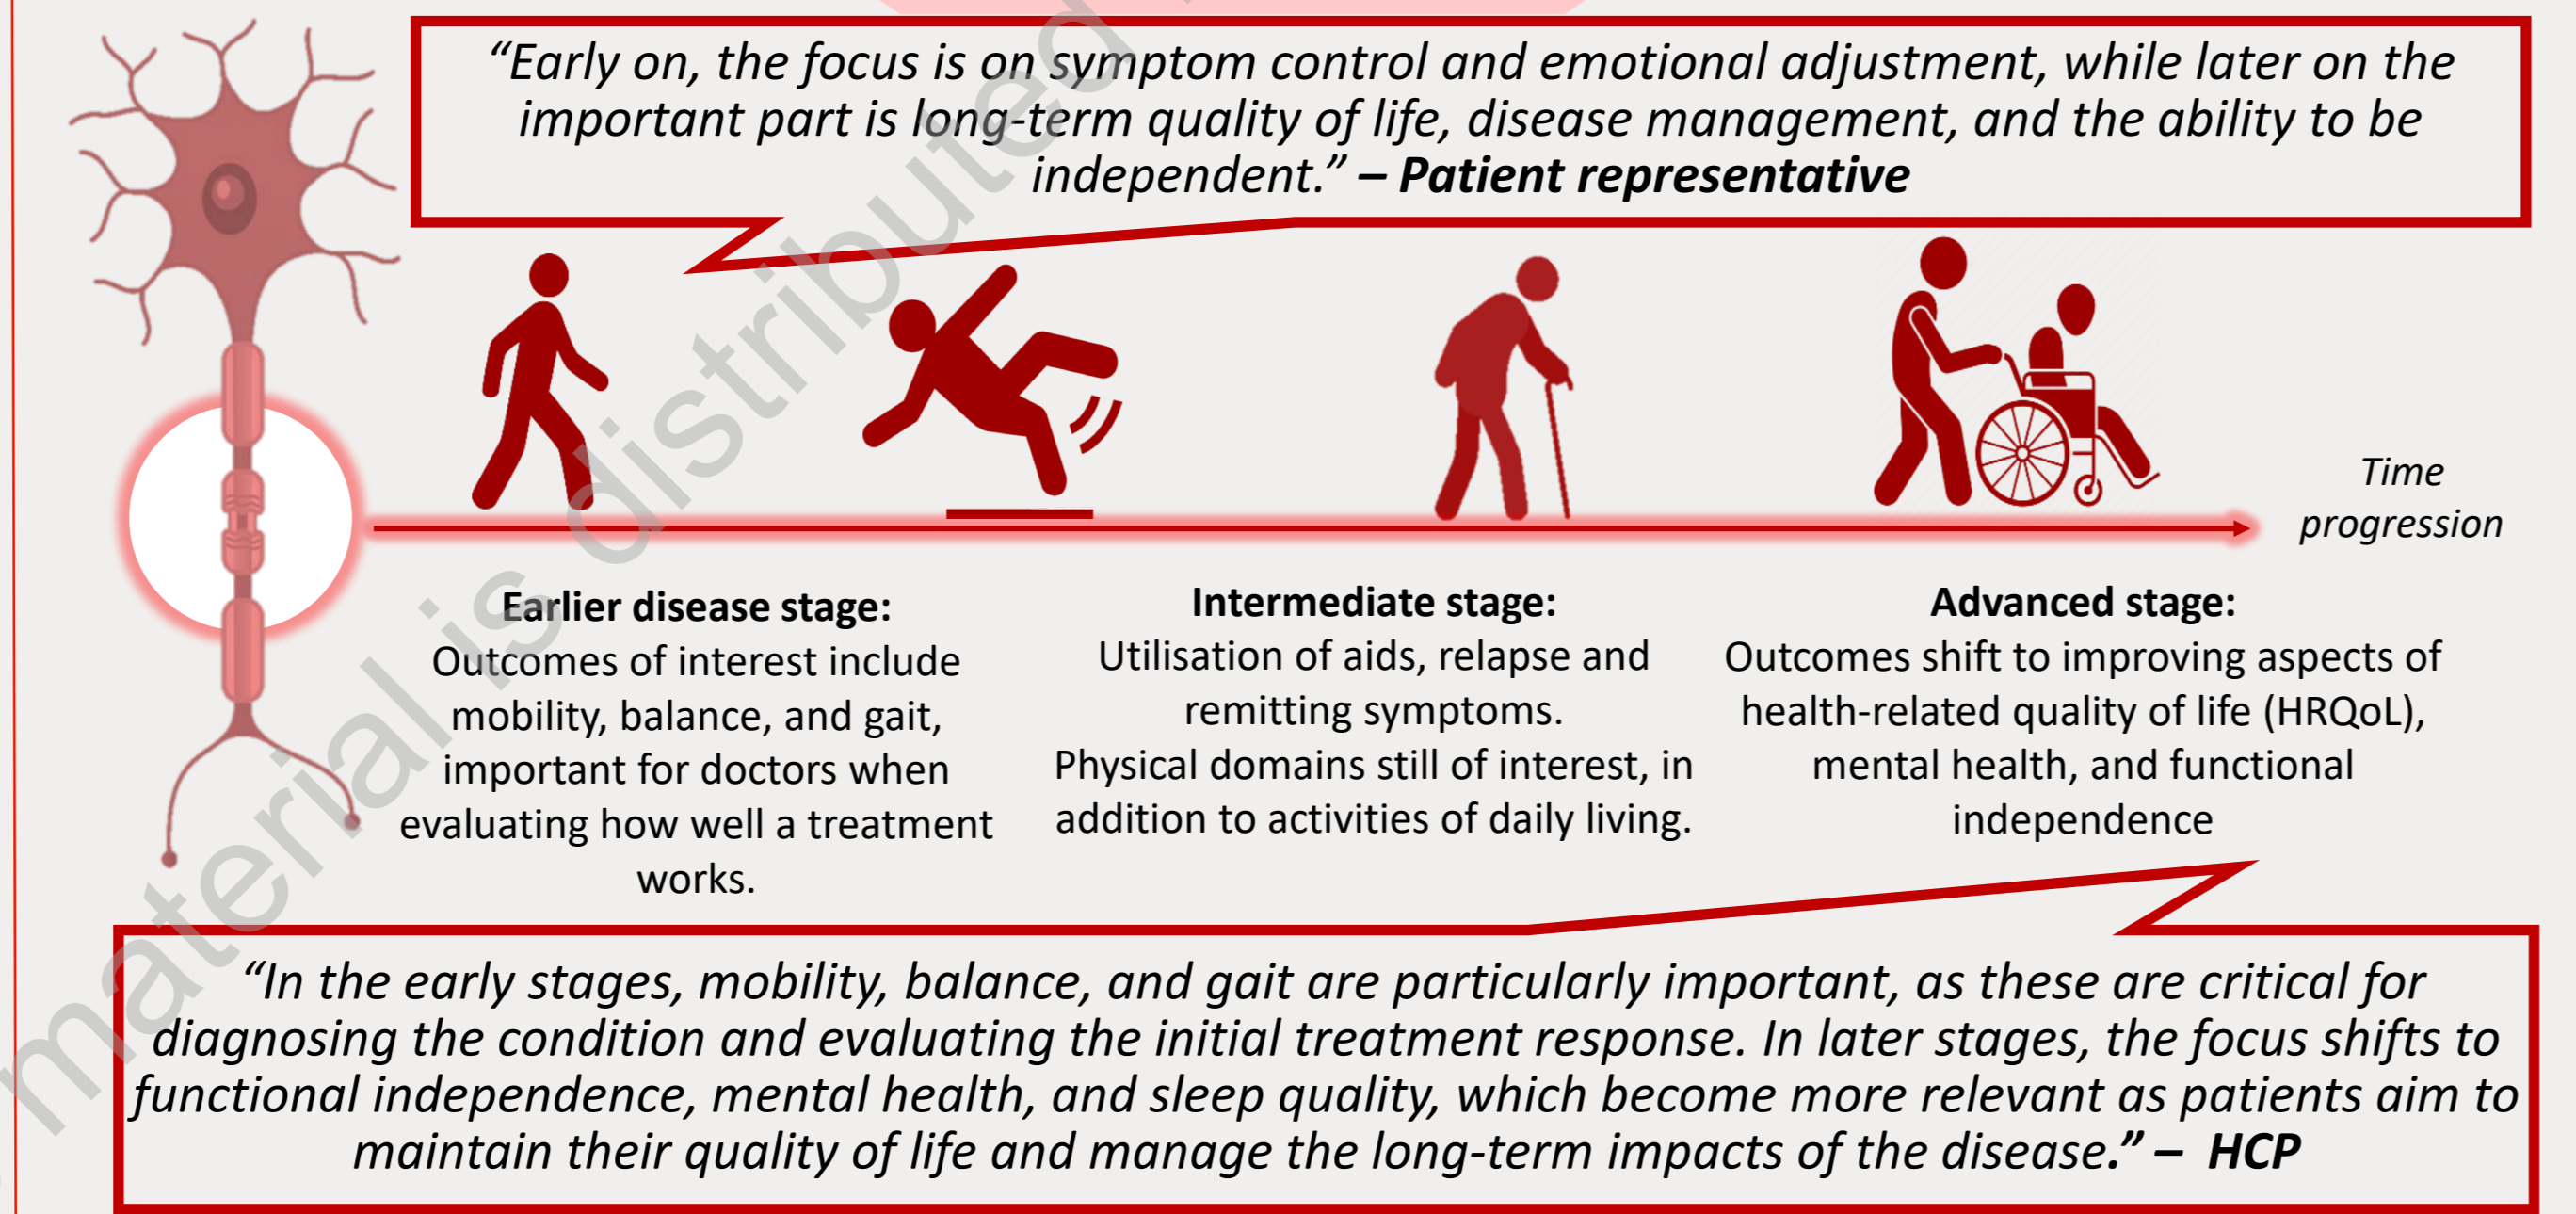 “Early on, the focus is on symptom control and emotional adjustment, while later on the
important part is long-term quality of life, disease management, and the ability to be
independent.” – Patient representative
Time
progression
Earlier disease stage:
Outcomes of interest include
mobility, balance, and gait,
important for doctors when
evaluating how well a treatment
works.
Intermediate stage:
Utilisation of aids, relapse and
remitting symptoms.
Physical domains still of interest, in
addition to activities of daily living.
Advanced stage:
Outcomes shift to improving aspects of
health-related quality of life (HRQoL),
mental health, and functional
independence
“In the early stages, mobility, balance, and gait are particularly important, as these are critical for
diagnosing the condition and evaluating the initial treatment response. In later stages, the focus shifts to
functional independence, mental health, and sleep quality, which become more relevant as patients aim to
maintain their quality of life and manage the long-term impacts of the disease.” – HCP
material is distributed